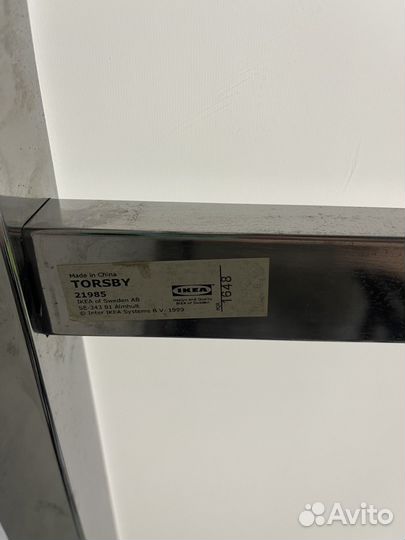 Made in China
TORSBY
21985
IKEA of Sweden AB
SE-343 81 Älmhult
© Inter IKEA Systems B.V. 1999
IKEA
Design and Quality
IKEA of Sweden
1648
Avito